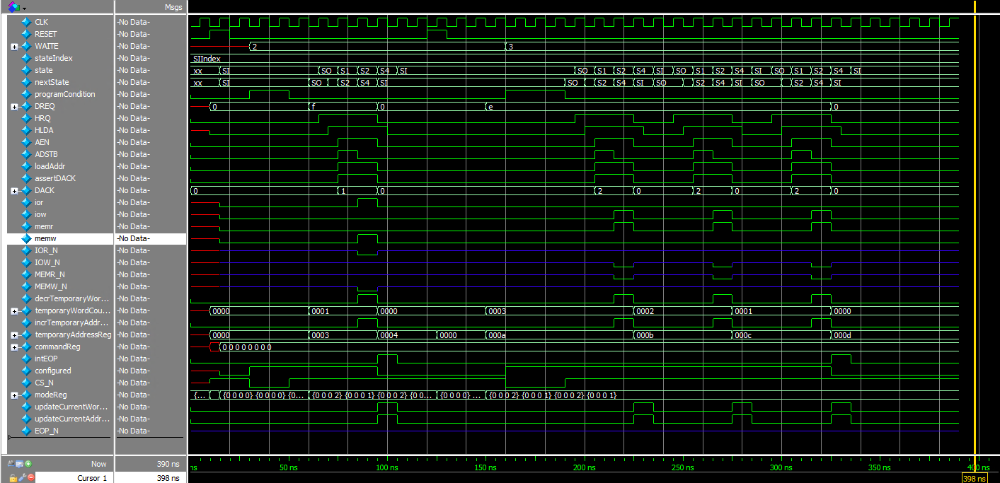 Msgs
CLK -No Data-
RESET -No Data-
WAITE -No Data- 2 3
stateIndex -No Data- SIIndex
state -No Data- xx SI SO S1 S2 S4 SI SO S1 S2 S4 SI SO S1 S2 S4 SI SO S1 S2 S4 SI
nextState -No Data- xx SI SO S2 S4 SI SO S2 S4 SI SO S2 S4 SI SO S2 S4 SI
programCondition -No Data-
DREQ -No Data- 0 f 0 e 0
HRQ -No Data-
HLDA -No Data-
AEN -No Data-
ADSTB -No Data-
loadAddr -No Data-
assertDACK -No Data-
DACK -No Data- 0 1 0 2 0 2 0 2 0
ior -No Data-
iow -No Data-
memr -No Data-
memw -No Data-
IOR_N -No Data-
IOW_N -No Data-
MEMR_N -No Data-
MEMW_N -No Data-
decrTemporaryWor... -No Data-
temporaryWordCou... -No Data- 0000 0001 0000 0003 0002 0001 0000
incrTemporaryAddr... -No Data-
temporaryAddressReg -No Data- 0000 0003 0004 0000 000a 000b 000c 000d
commandReg -No Data- 0 0 0 0 0 0 0 0
intEOP -No Data-
configured -No Data-
CS_N -No Data-
modeReg -No Data- {... {0 0 0 0} {0 0 0 0} {0... {0 0 0 2} {0 0 0 1} {0 0 0 2} {0 0... {0 0 0 0} ... {0 0 0 2} {0 0 0 1} {0 0 0 2} {0 0 0 1}
updateCurrentWor... -No Data-
updateCurrentAddr... -No Data-
EOP_N -No Data-
Now 390 ns ns 50 ns 100 ns 150 ns 200 ns 250 ns 300 ns 350 ns 400 ns
Cursor 1 398 ns 398 ns